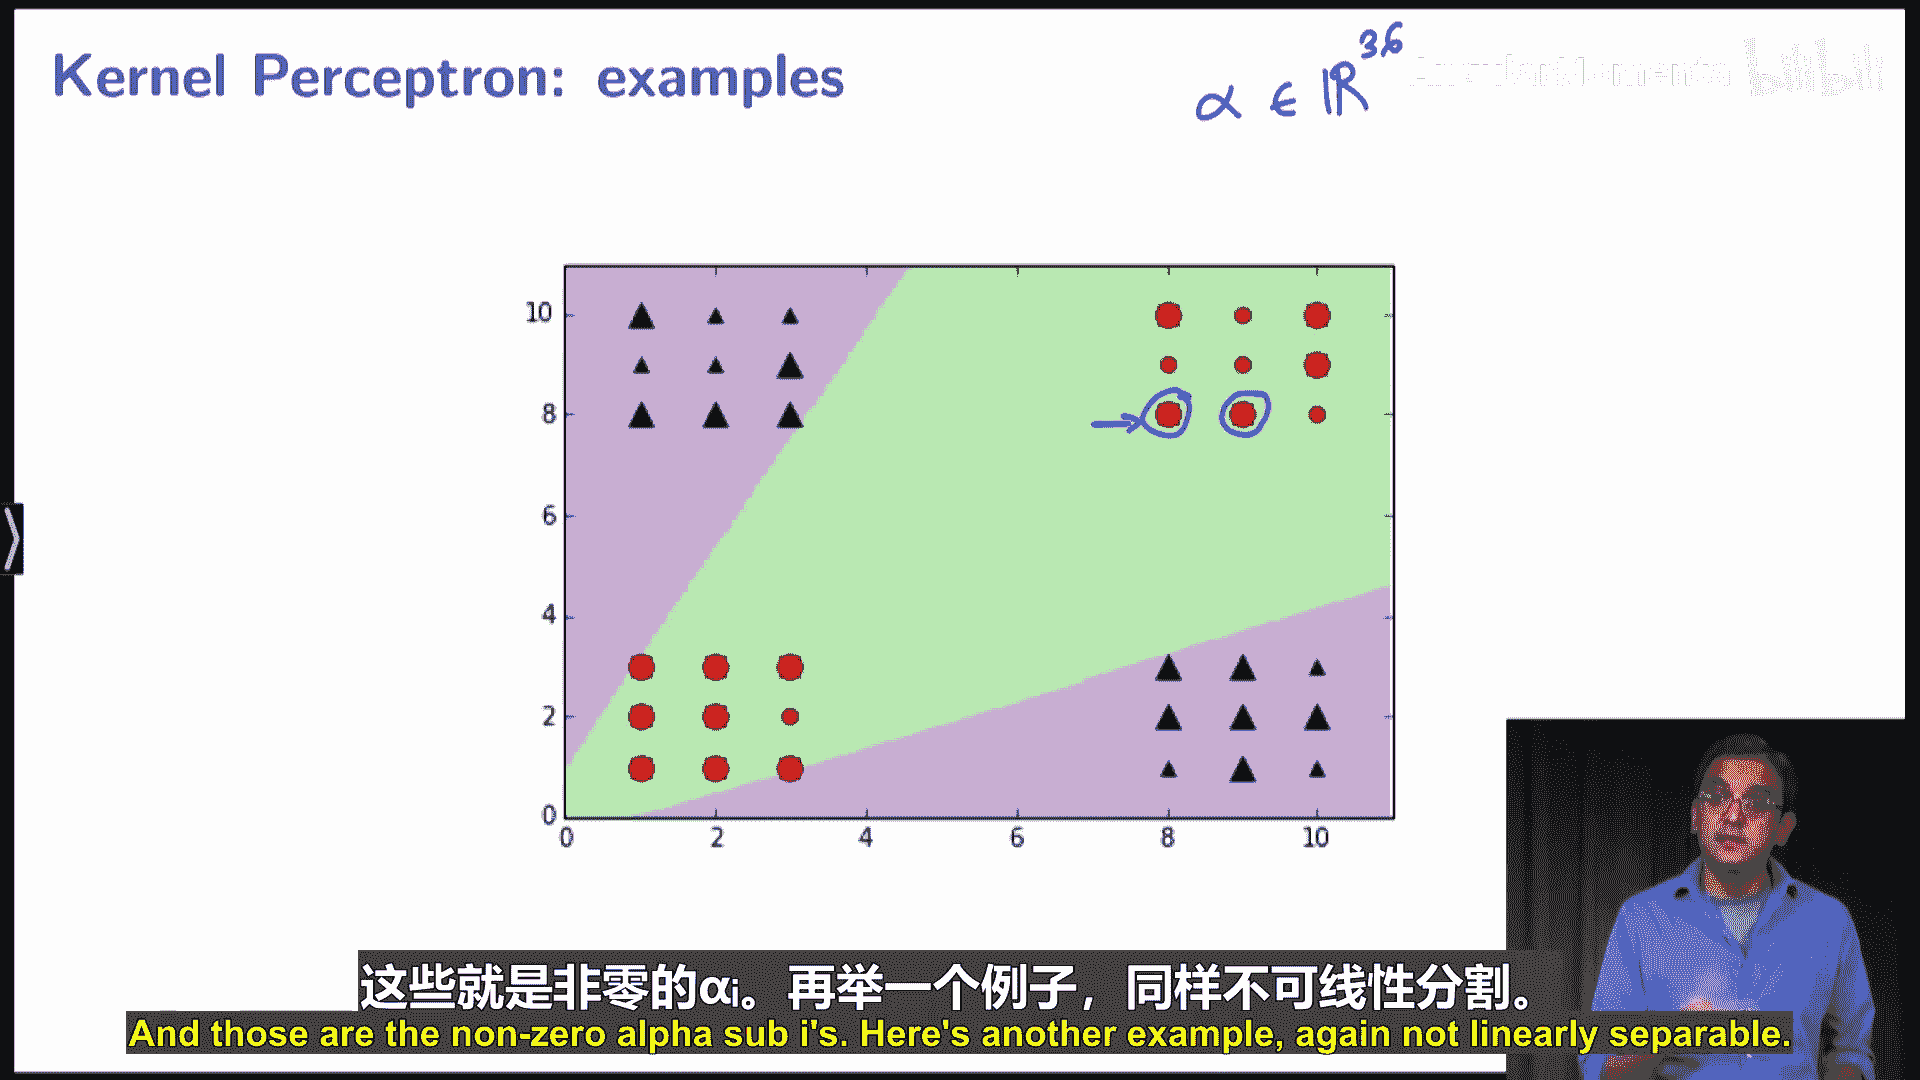 Kernel Perceptron: examples
α ∈ ℝ³⁶
10
8
6
4
2
0
0 2 4 6 8 10
这些就是非零的αᵢ。再举一个例子，同样不可线性分割。
And those are the non-zero alpha sub i's. Here's another example, again not linearly separable.